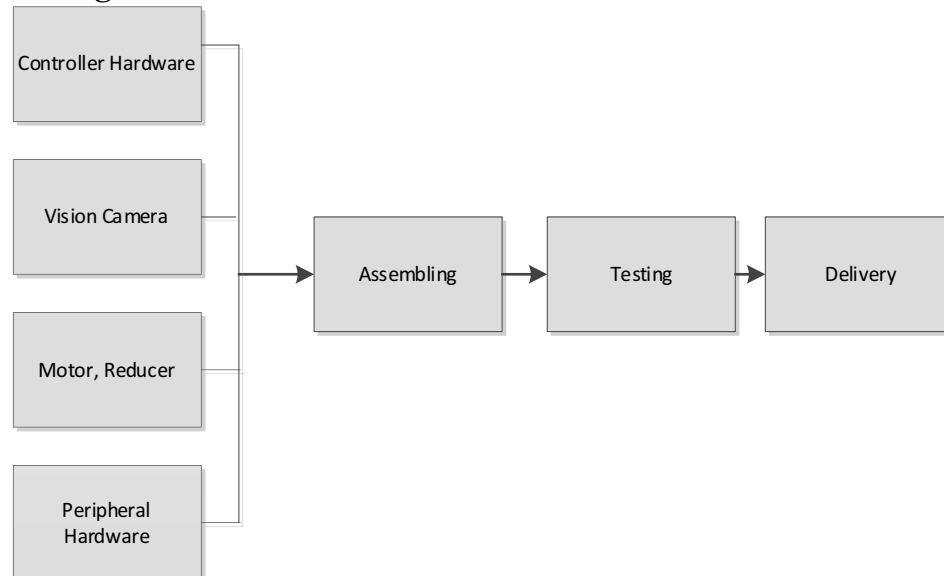 Controller Hardware
Vision Camera
Motor, Reducer
Peripheral
Hardware
Assembling
Testing
Delivery